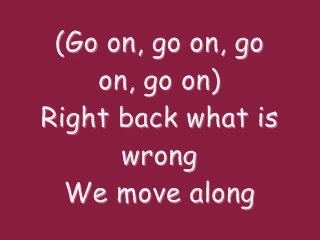 (Go on, go on, go
on, go on)
Right back what is
wrong
We move along